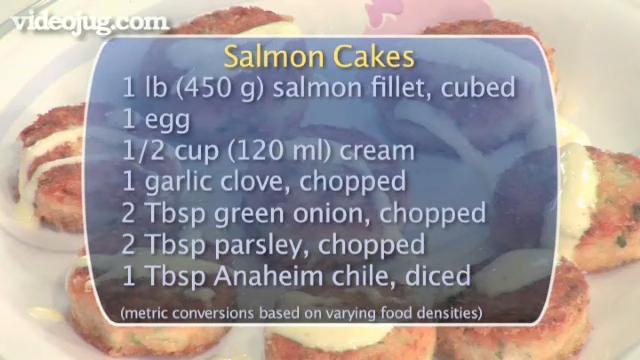 videojug.com
Salmon Cakes
1 lb (450 g) salmon fillet, cubed
1 egg
1/2 cup (120 ml) cream
1 garlic clove, chopped
2 Tbsp green onion, chopped
2 Tbsp parsley, chopped
1 Tbsp Anaheim chile, diced
(metric conversions based on varying food densities)